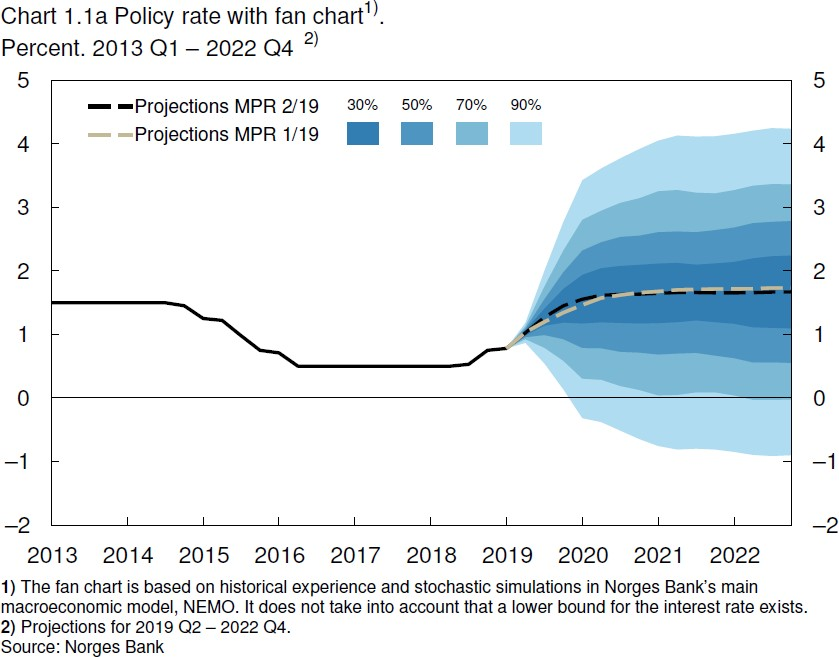 Chart 1.1a Policy rate with fan chart¹⁾.
Percent. 2013 Q1 – 2022 Q4 ²⁾
5 5
Projections MPR 2/19 30% 50% 70% 90%
Projections MPR 1/19
4 4
3 3
2 2
1 1
0 0
−1 −1
−2 −2
2013 2014 2015 2016 2017 2018 2019 2020 2021 2022
1) The fan chart is based on historical experience and stochastic simulations in Norges Bank's main
macroeconomic model, NEMO. It does not take into account that a lower bound for the interest rate exists.
2) Projections for 2019 Q2 – 2022 Q4.
Source: Norges Bank